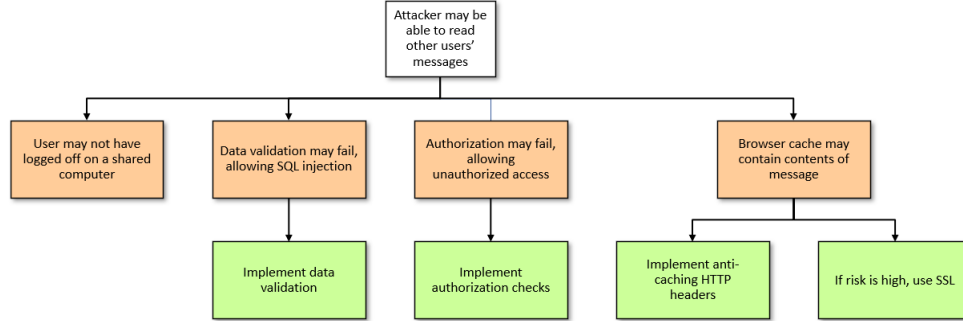 Attacker may be
able to read
other users’
messages
User may not have
logged off on a shared
computer
Data validation may fail,
allowing SQL injection
Authorization may fail,
allowing
unauthorized access
Browser cache may
contain contents of
message
Implement data
validation
Implement
authorization checks
Implement anti-
caching HTTP
headers
If risk is high, use SSL